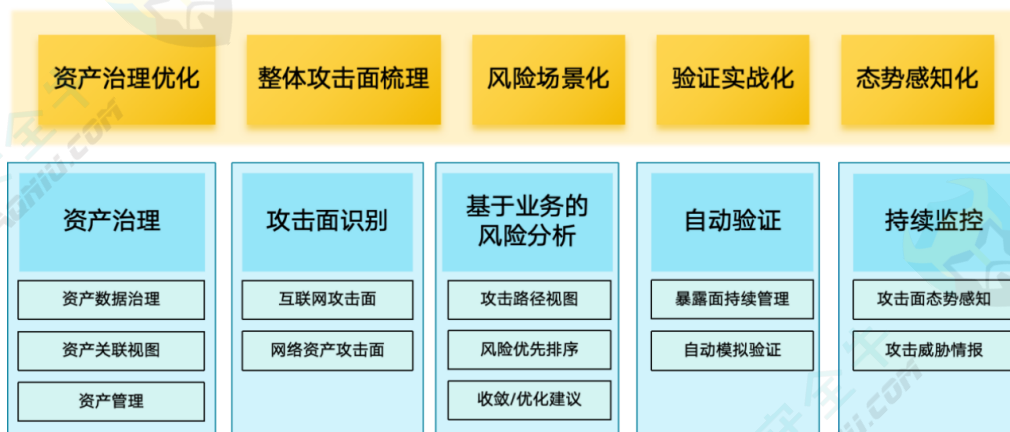 资产治理优化
整体攻击面梳理
风险场景化
验证实战化
态势感知化
资产治理
攻击面识别
基于业务的
风险分析
自动验证
持续监控
资产数据治理
互联网攻击面
攻击路径视图
暴露面持续管理
攻击面态势感知
资产关联视图
网络资产攻击面
风险优先排序
自动模拟验证
攻击威胁情报
资产管理
收敛/优化建议